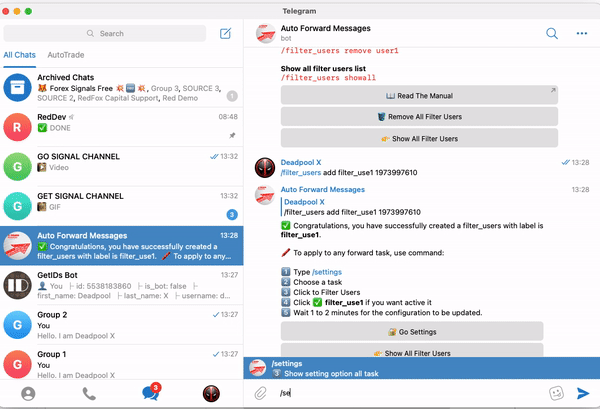 Telegram
Search
All Chats
AutoTrade
Archived Chats
🦊 Forex Signals Free 💥🆓💥, Group 3, SOURCE 3,
SOURCE 2, RedFox Capital Support, Red Demo
1
R
RedDev
08:48
✅ DONE
G
GO SIGNAL CHANNEL
13:32
Video
G
GET SIGNAL CHANNEL
13:32
GIF
3
Auto Forward Messages
13:28
✅ Congratulations, you have successfully created a
filter_users with label is filter_use1. 🖍 To apply to any...
GetIDs Bot
13:27
👤 You ├ id: 5538183860 ├ is_bot: false ├
first_name: Deadpool ├ last_name: X ├ username: d...
G
Group 2
13:27
You
Hello. I am Deadpool X
G
Group 1
13:27
You
Hello. I am Deadpool X
3
Auto Forward Messages
bot
/filter_users remove user1
Show all filter users list
/filter_users showall
📖 Read The Manual
Remove All Filter Users
👉 Show All Filter Users
Deadpool X
13:28
/filter_users add filter_use1 1973997610
Auto Forward Messages
13:28
Deadpool X
/filter_users add filter_use1 1973997610
✅ Congratulations, you have successfully created a filter_users with label is
filter_use1.
🖍 To apply to any forward task, use command:
1 Type /settings
2 Choose a task
3 Click to Filter Users
4 Click ✅ filter_use1 if you want active it
5 Wait 1 to 2 minutes for the configuration to be updated.
Go Settings
👉 Show All Filter Users
/settings
3 Show setting option all task
/se